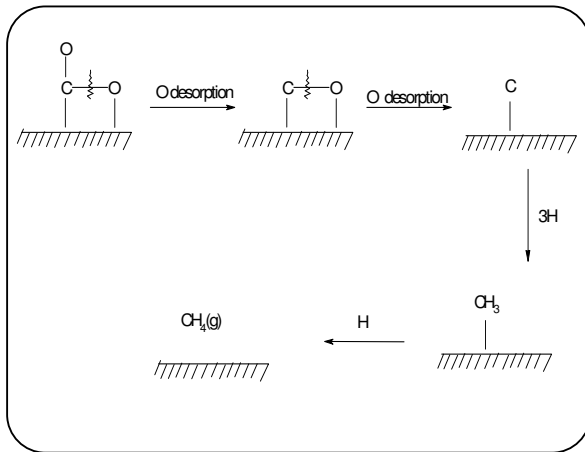 O
C O
O desorption
C O
O desorption
C
3H
CH3
H
CH4(g)